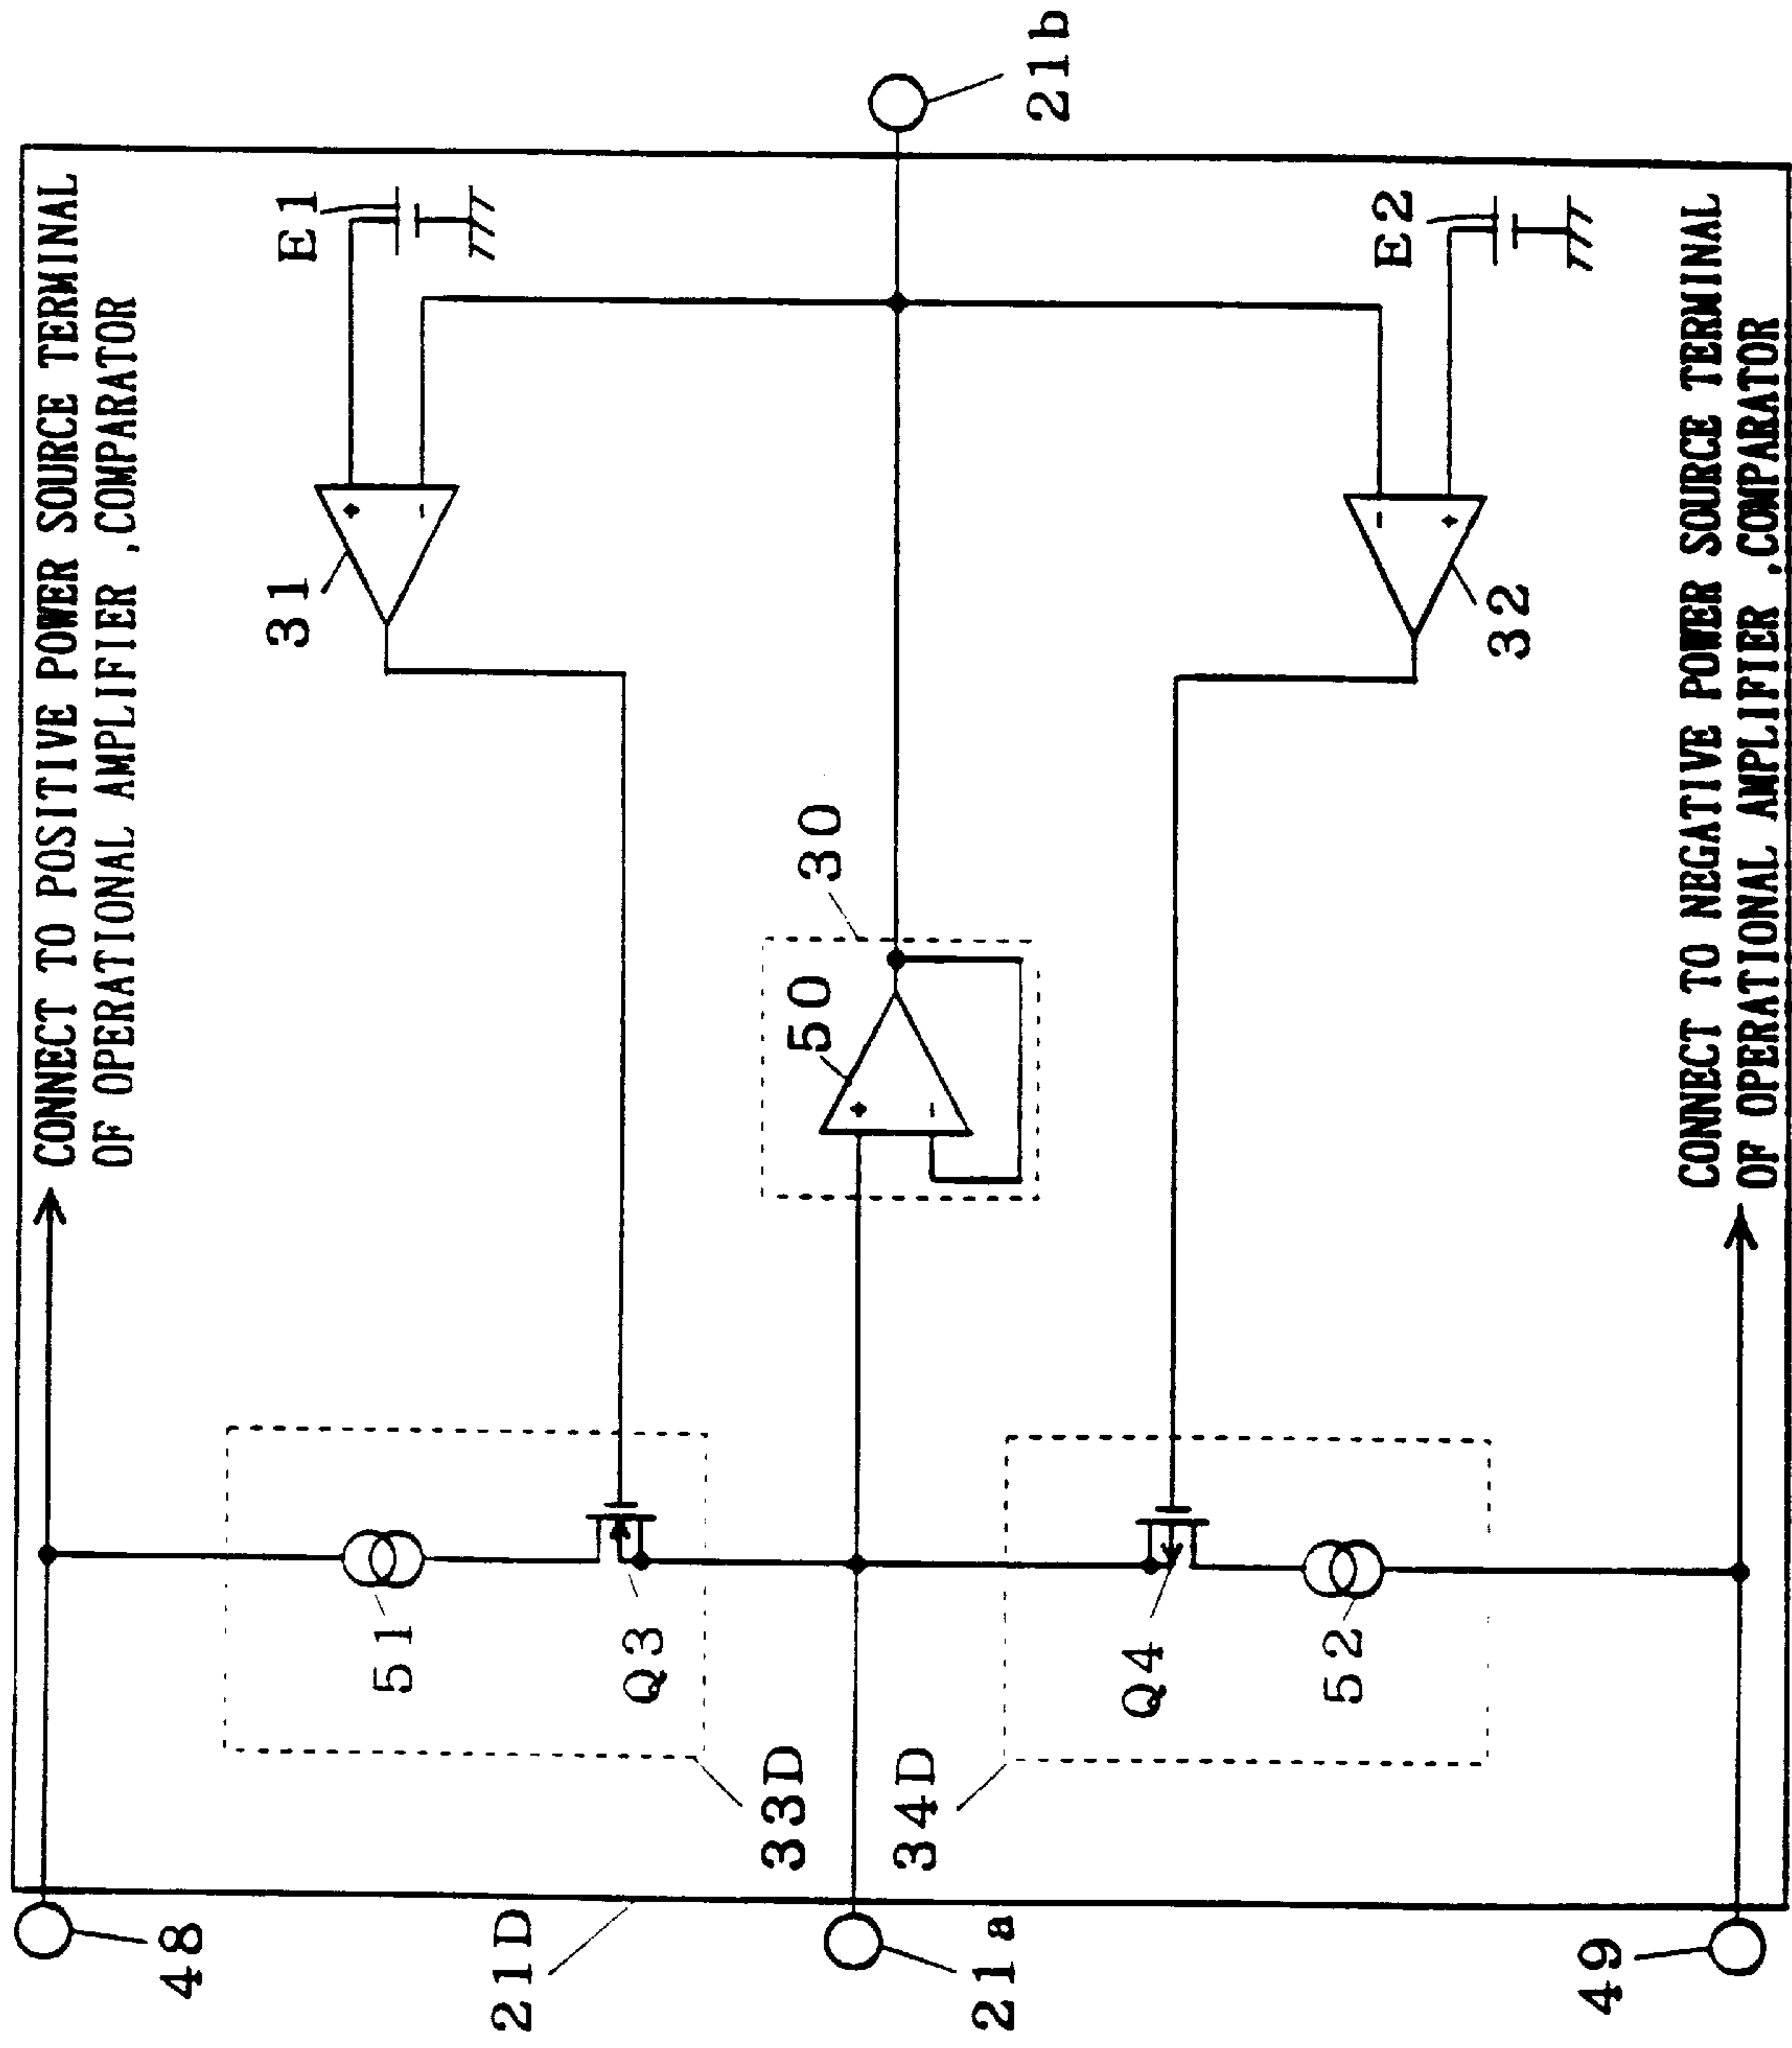 CONNECT TO POSITIVE POWER SOURCE TERMINAL
OF OPERATIONAL AMPLIFIER ,COMPARATOR
48
51
Q3
33D
31
E1
+
-
21D
21a
50
30
+
-
21b
34D
Q4
52
32
E2
-
+
49
CONNECT TO NEGATIVE POWER SOURCE TERMINAL
OF OPERATIONAL AMPLIFIER ,COMPARATOR